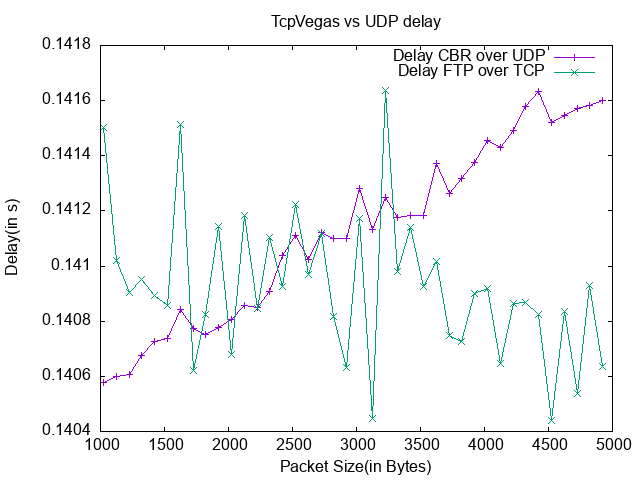 TcpVegas vs UDP delay
0.1418
Delay CBR over UDP
Delay FTP over TCP
0.1416
0.1414
0.1412
0.141
0.1408
0.1406
0.1404
Delay(in s)
1000 1500 2000 2500 3000 3500 4000 4500 5000
Packet Size(in Bytes)